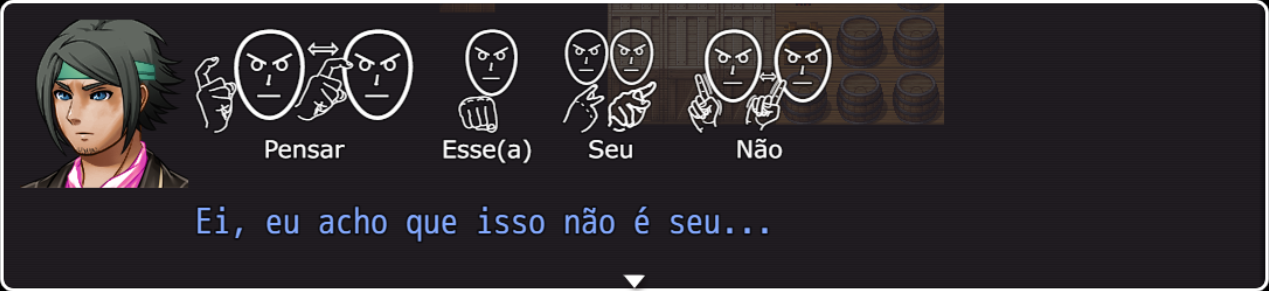 Pensar Esse(a) Seu Não
Ei, eu acho que isso não é seu...